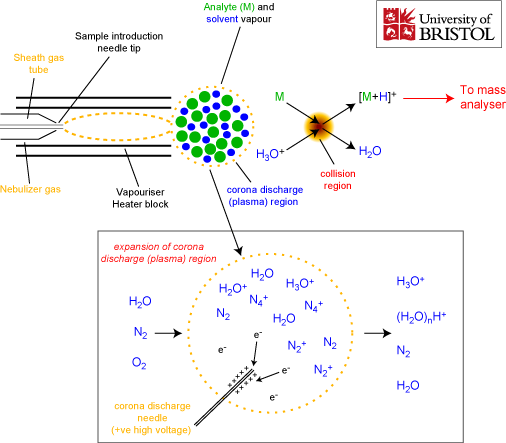 Analyte (M) and
solvent vapour
University of
BRISTOL
Sample introduction
needle tip
Sheath gas
tube
M
[M+H]⁺
To mass
analyser
H₃O⁺
H₂O
collision
region
Nebulizer gas
Vapouriser
Heater block
corona discharge
(plasma) region
expansion of corona
discharge (plasma) region
H₂O
H₂O⁺
H₃O⁺
H₃O⁺
N₄⁺
N₄⁺
H₂O
N₂
H₂O
(H₂O)ₙH⁺
N₂
e⁻
N₂⁺
N₂
N₂
O₂
e⁻
e⁻
N₂⁺
H₂O
e⁻
+ + + + +
+ + + + +
corona discharge
needle
(+ve high voltage)